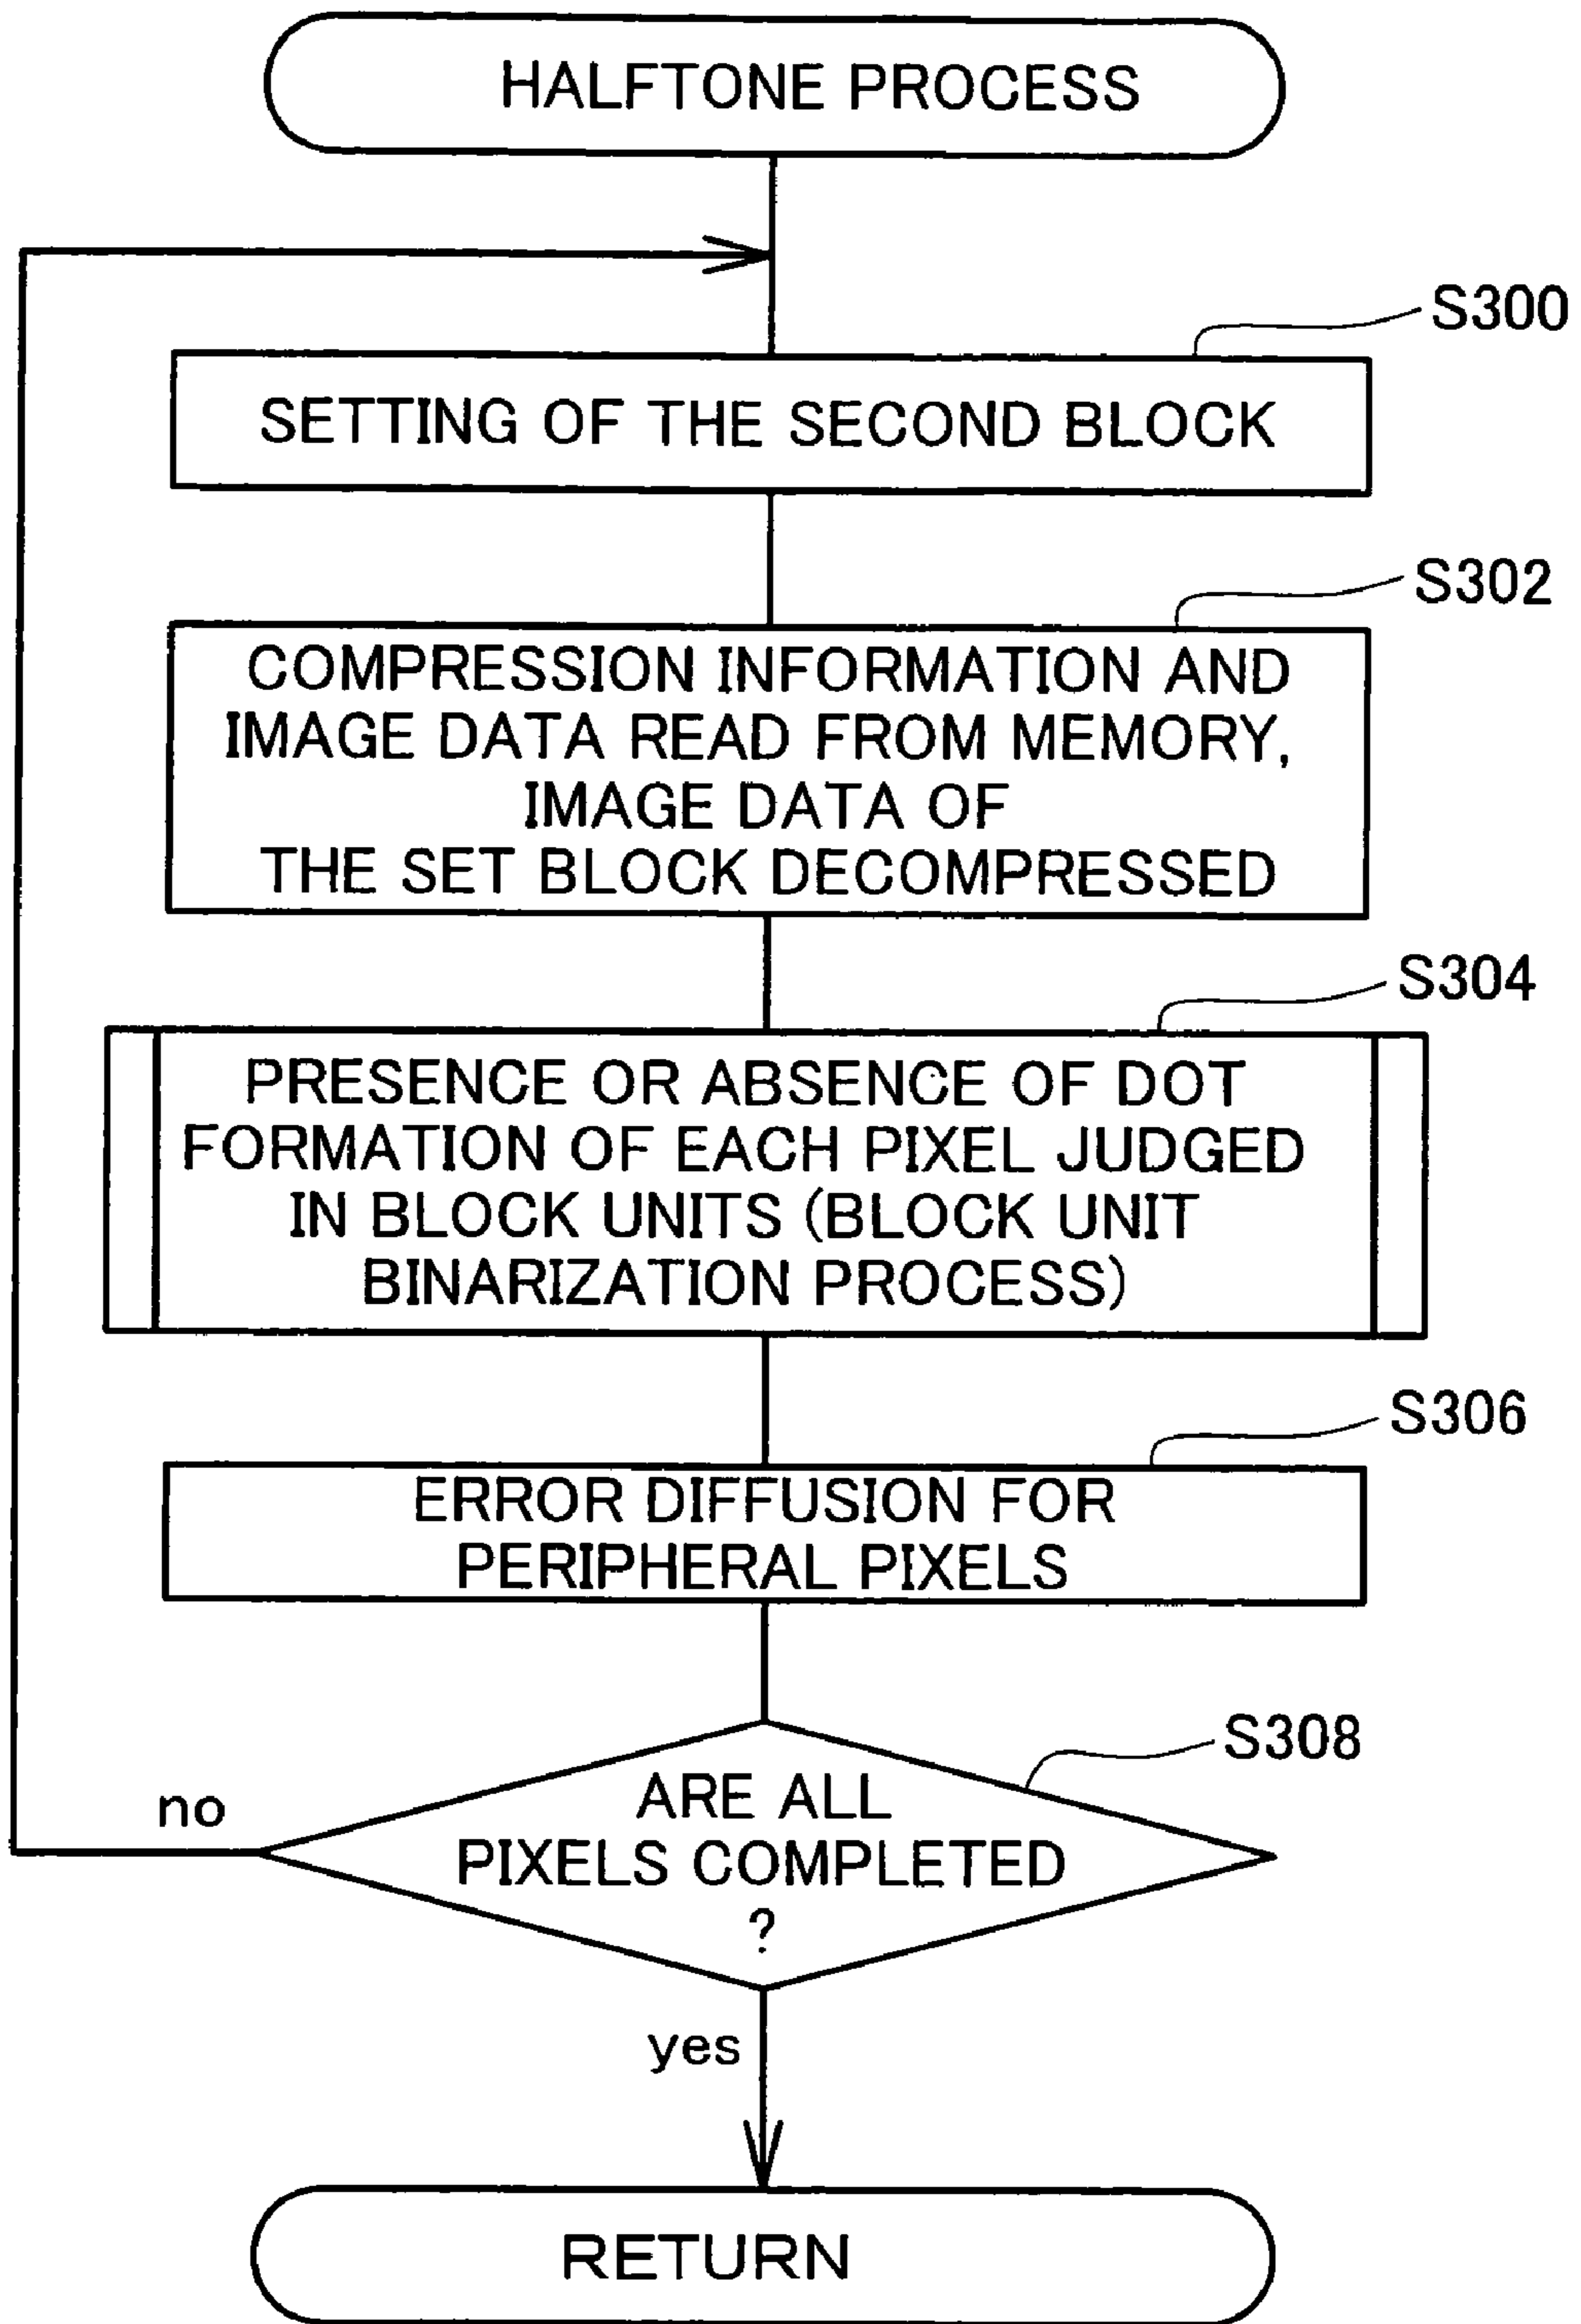 HALFTONE PROCESS
S300
SETTING OF THE SECOND BLOCK
S302
COMPRESSION INFORMATION AND
IMAGE DATA READ FROM MEMORY,
IMAGE DATA OF
THE SET BLOCK DECOMPRESSED
S304
PRESENCE OR ABSENCE OF DOT
FORMATION OF EACH PIXEL JUDGED
IN BLOCK UNITS (BLOCK UNIT
BINARIZATION PROCESS)
S306
ERROR DIFFUSION FOR
PERIPHERAL PIXELS
S308
ARE ALL
no
PIXELS COMPLETED
?
yes
RETURN